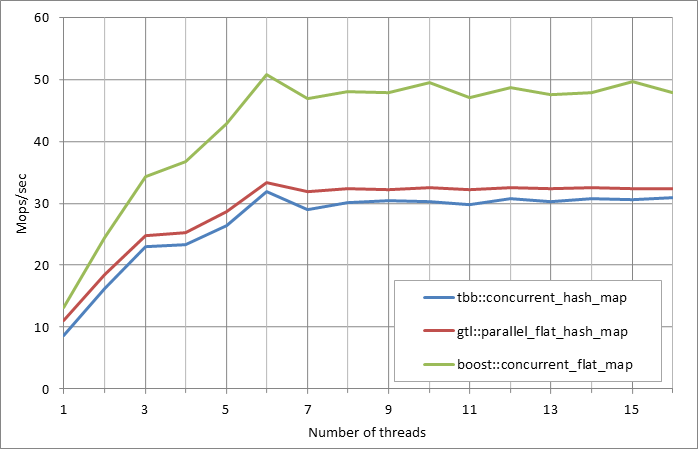 60
50
40
30
20
10
0
Mops/sec
tbb::concurrent_hash_map
gtl::parallel_flat_hash_map
boost::concurrent_flat_map
1 3 5 7 9 11 13 15
Number of threads